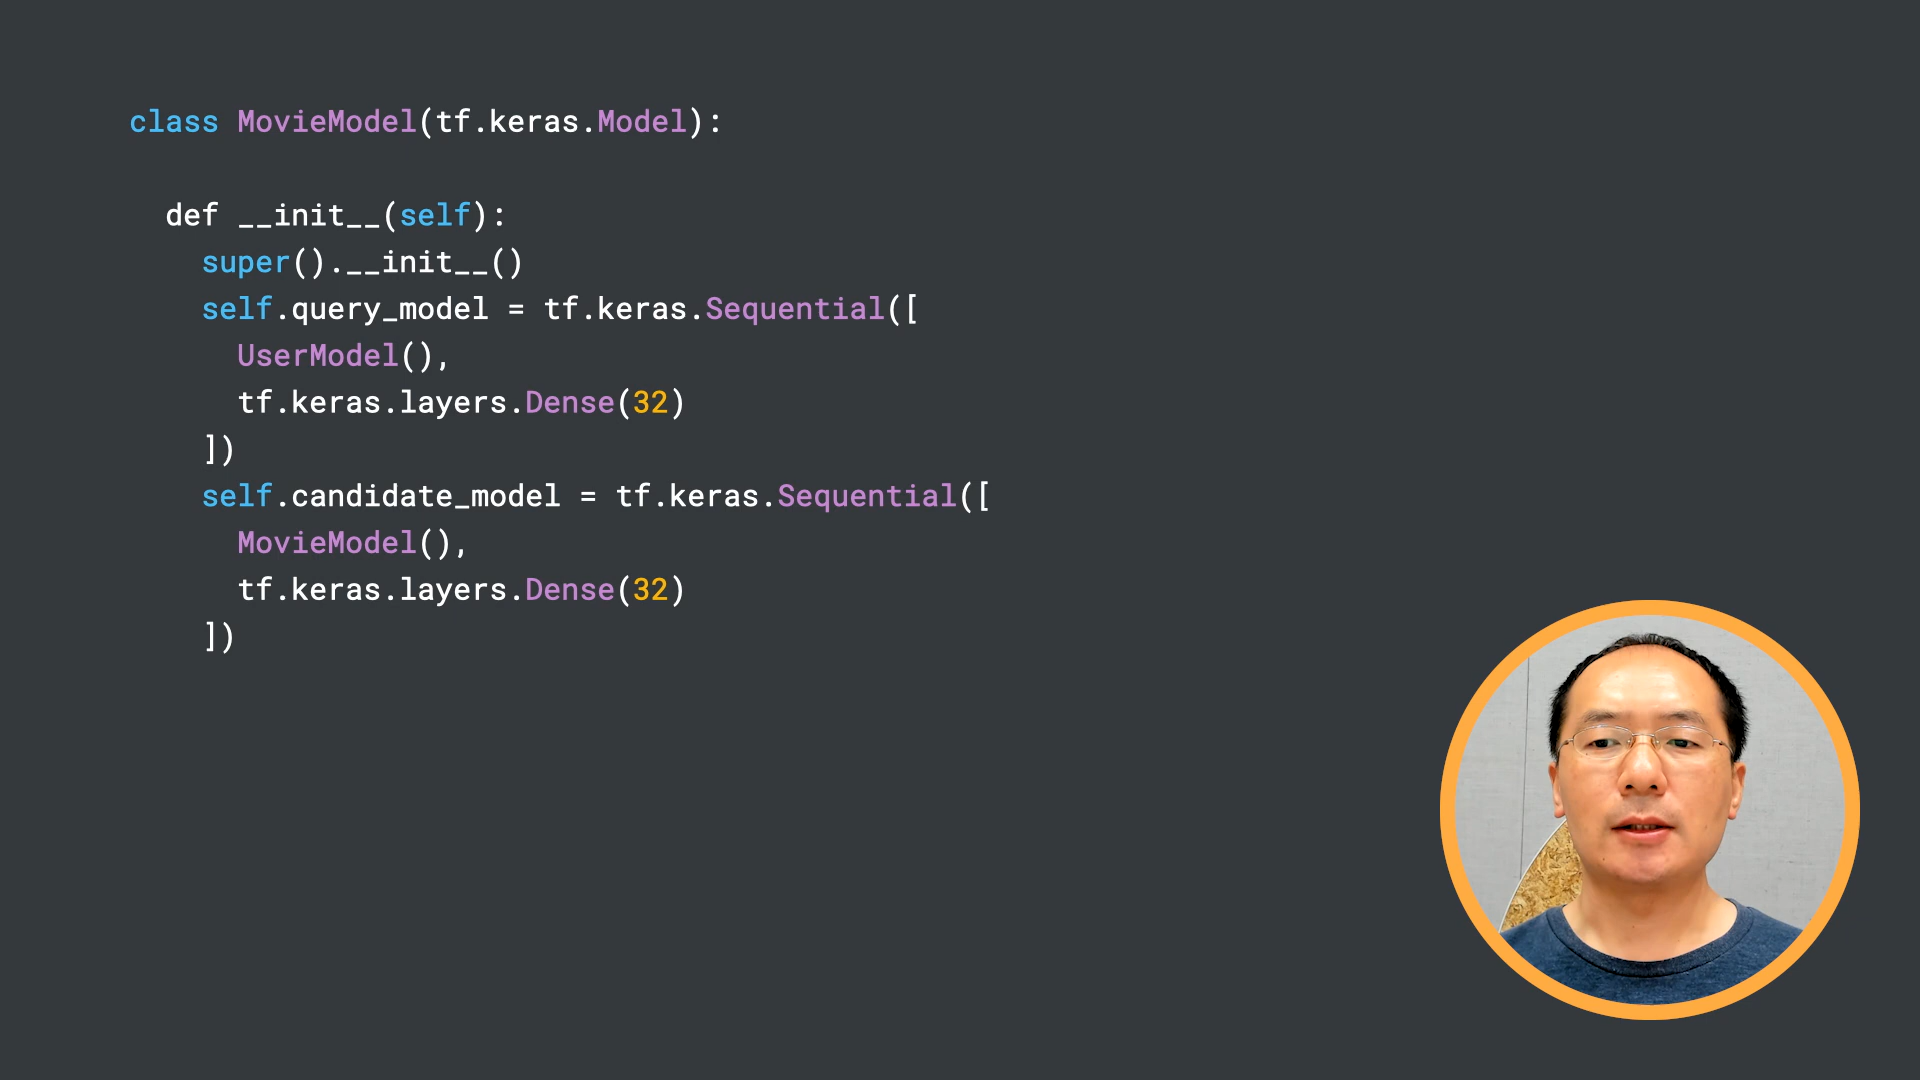 class MovieModel(tf.keras.Model):
def __init__(self):
super().__init__()
self.query_model = tf.keras.Sequential([
UserModel(),
tf.keras.layers.Dense(32)
])
self.candidate_model = tf.keras.Sequential([
MovieModel(),
tf.keras.layers.Dense(32)
])